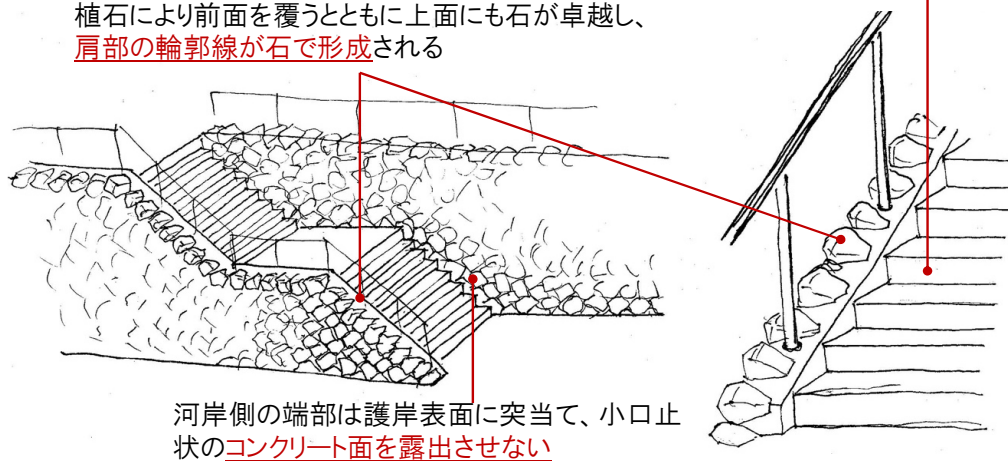 植石により前面を覆うとともに上面にも石が卓越し、
肩部の輪郭線が石で形成される
河岸側の端部は護岸表面に突当て、小口止
状のコンクリート面を露出させない